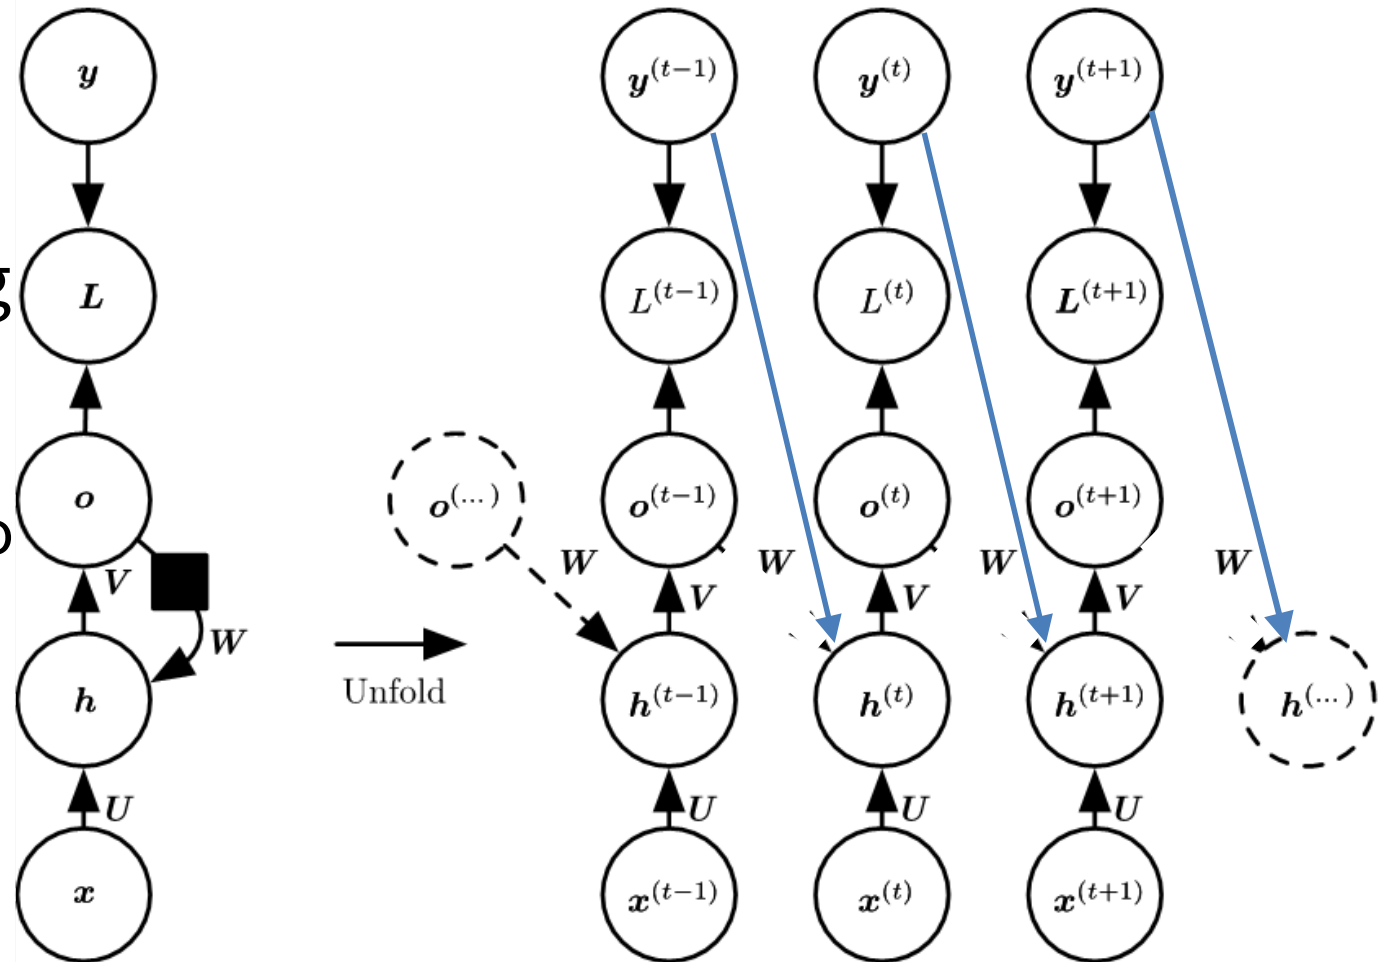 y y^{(t-1)} y^{(t)} y^{(t+1)}
g L L^{(t-1)} L^{(t)} L^{(t+1)}
o o^{(...)} o^{(t-1)} o^{(t)} o^{(t+1)}
o W W W W
V V V V
W
h Unfold h^{(t-1)} h^{(t)} h^{(t+1)} h^{(...)}
U U U U
x x^{(t-1)} x^{(t)} x^{(t+1)}